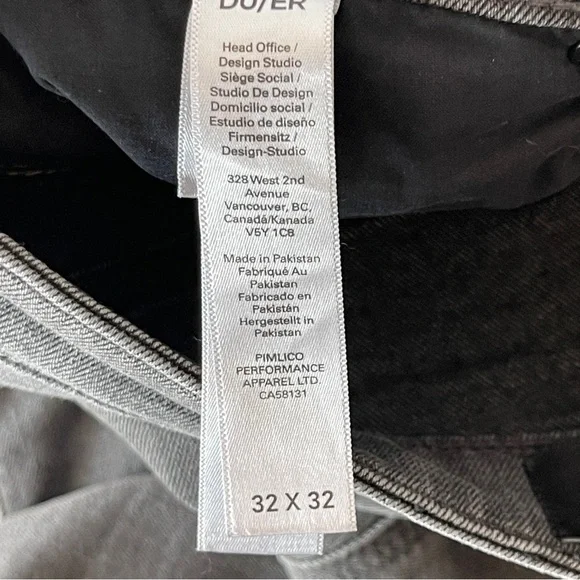 DU/ER
Head Office /
Design Studio
Siège Social /
Studio De Design
Domicilio social /
Estudio de diseño
Firmensitz /
Design-Studio
328 West 2nd
Avenue
Vancouver, BC,
Canada/Kanada
V5Y 1C8
Made in Pakistan
Fabriqué Au
Pakistan
Fabricado en
Pakistán
Hergestellt in
Pakistan
PIMLICO
PERFORMANCE
APPAREL LTD.
CA58131
32 X 32